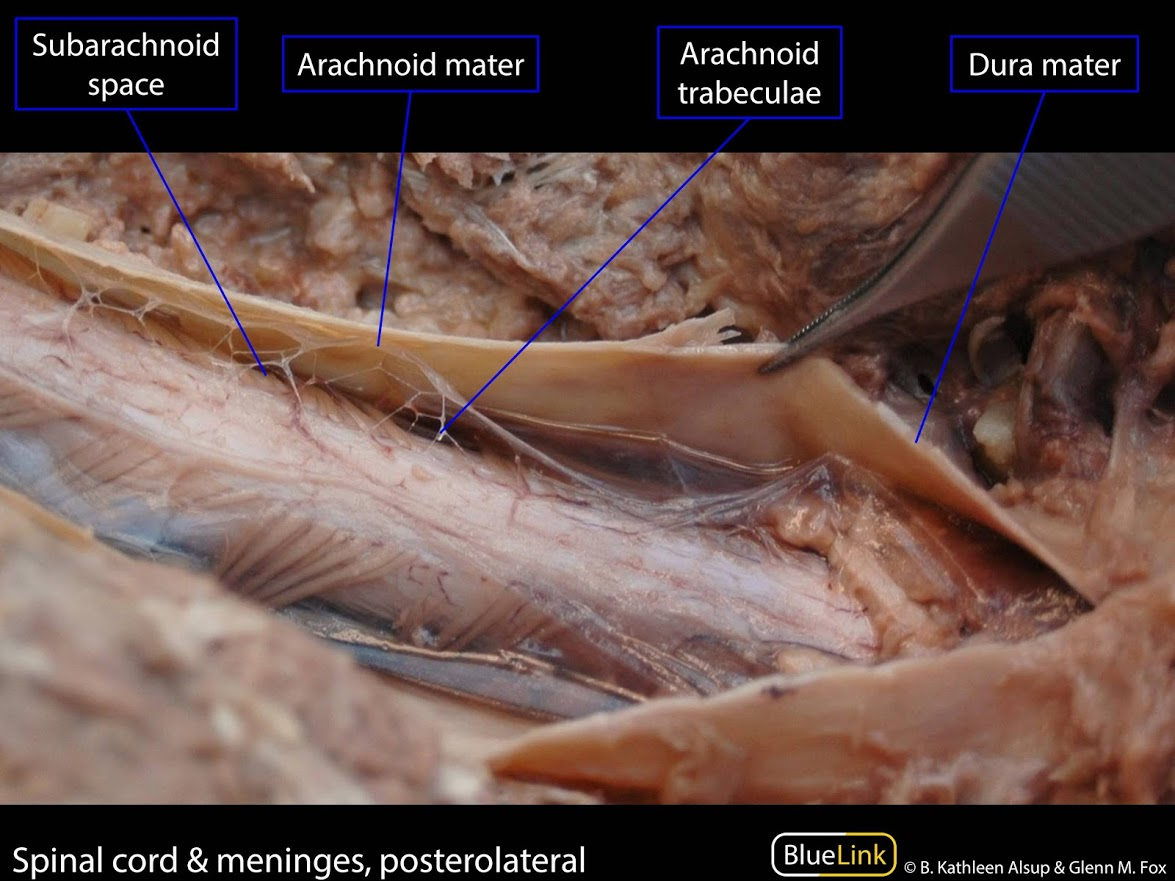 Subarachnoid
space
Arachnoid mater
Arachnoid
trabeculae
Dura mater
Spinal cord & meninges, posterolateral
BlueLink
© B. Kathleen Alsup & Glenn M. Fox